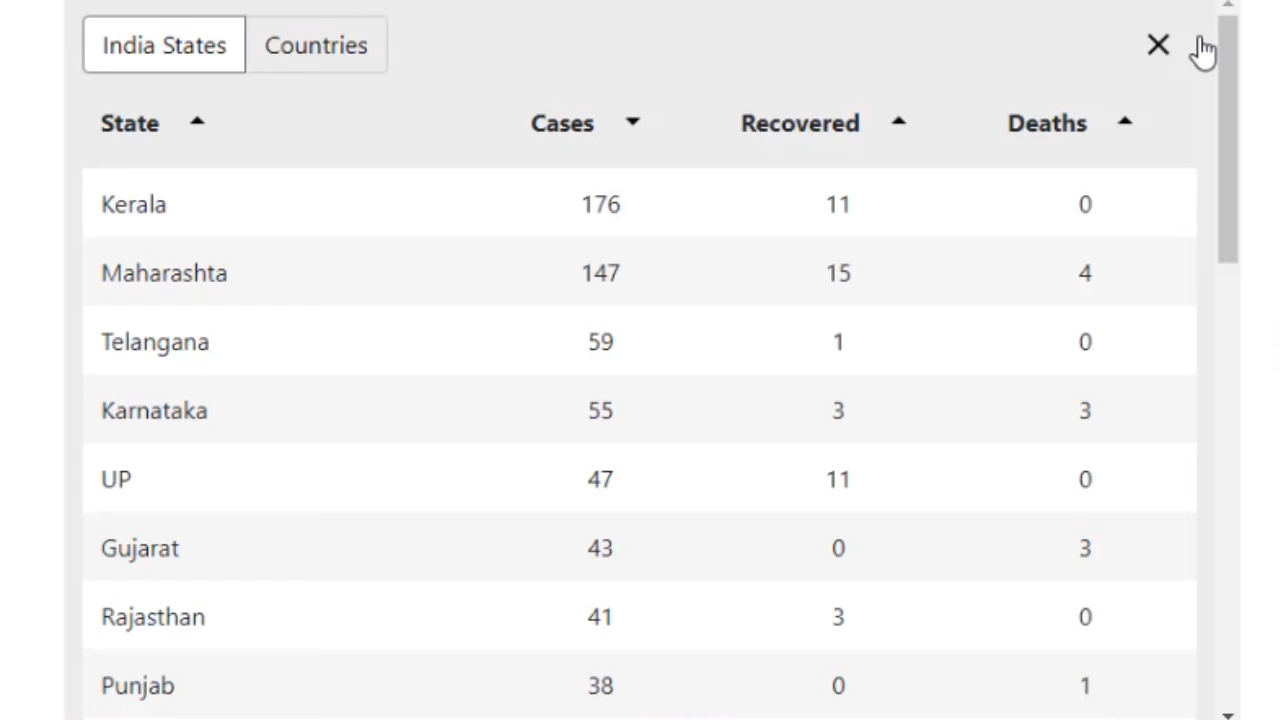 India States Countries
State Cases Recovered Deaths
Kerala 176 11 0
Maharashta 147 15 4
Telangana 59 1 0
Karnataka 55 3 3
UP 47 11 0
Gujarat 43 0 3
Rajasthan 41 3 0
Punjab 38 0 1